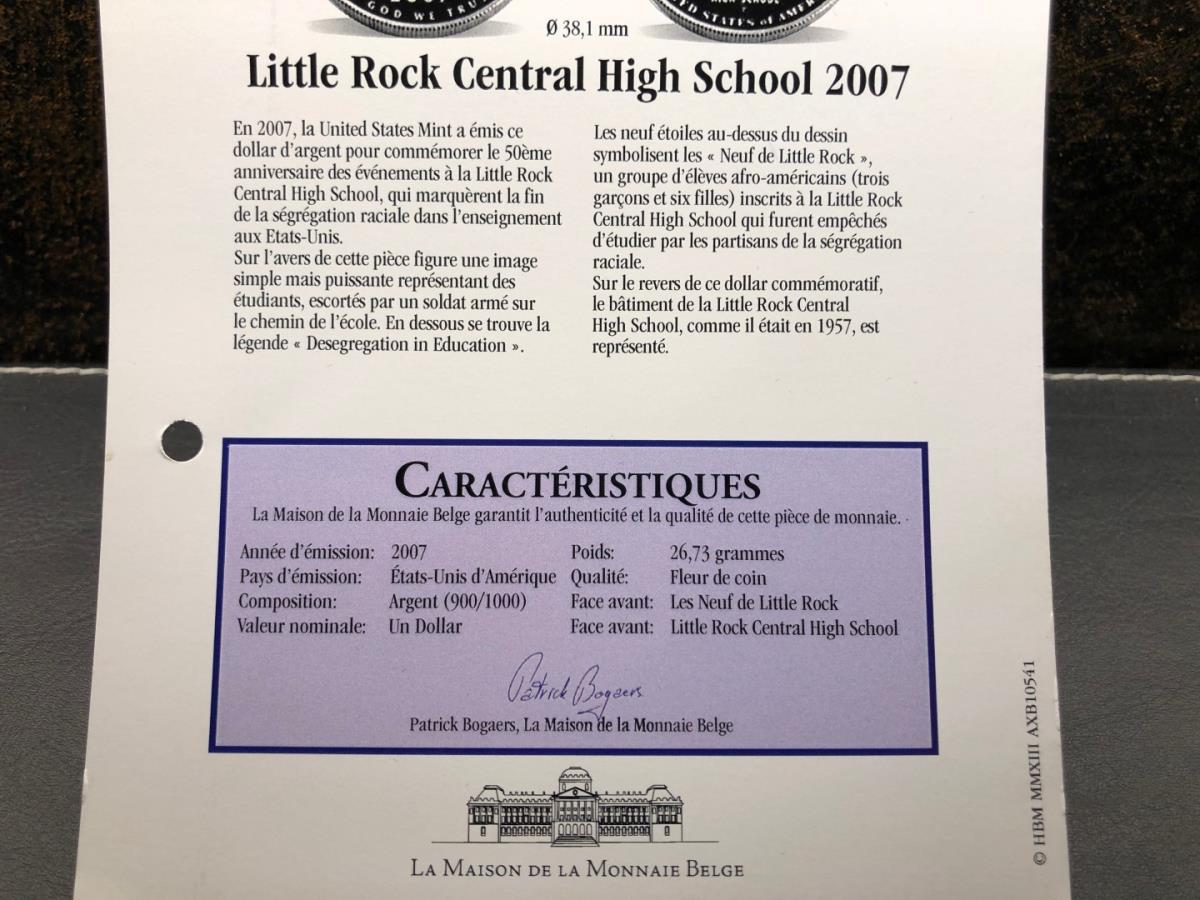 GOD WE TRU
HIGH SCHOOL
ED STATES of AMER
Ø 38,1 mm
Little Rock Central High School 2007
En 2007, la United States Mint a émis ce
dollar d'argent pour commémorer le 50ème
anniversaire des événements à la Little Rock
Central High School, qui marquèrent la fin
de la ségrégation raciale dans l'enseignement
aux Etats-Unis.
Sur l'avers de cette pièce figure une image
simple mais puissante représentant des
étudiants, escortés par un soldat armé sur
le chemin de l'école. En dessous se trouve la
légende « Desegregation in Education ».
Les neuf étoiles au-dessus du dessin
symbolisent les « Neuf de Little Rock »,
un groupe d'élèves afro-américains (trois
garçons et six filles) inscrits à la Little Rock
Central High School qui furent empêchés
d'étudier par les partisans de la ségrégation
raciale.
Sur le revers de ce dollar commémoratif,
le bâtiment de la Little Rock Central
High School, comme il était en 1957, est
représenté.
CARACTÉRISTIQUES
La Maison de la Monnaie Belge garantit l'authenticité et la qualité de cette pièce de monnaie.
Année d'émission: 2007
Pays d'émission: États-Unis d'Amérique
Composition: Argent (900/1000)
Valeur nominale: Un Dollar
Poids: 26,73 grammes
Qualité: Fleur de coin
Face avant: Les Neuf de Little Rock
Face avant: Little Rock Central High School
Patrick Bogaers
Patrick Bogaers, La Maison de la Monnaie Belge
LA MAISON DE LA MONNAIE BELGE
© HBM MMXIII AXB10541